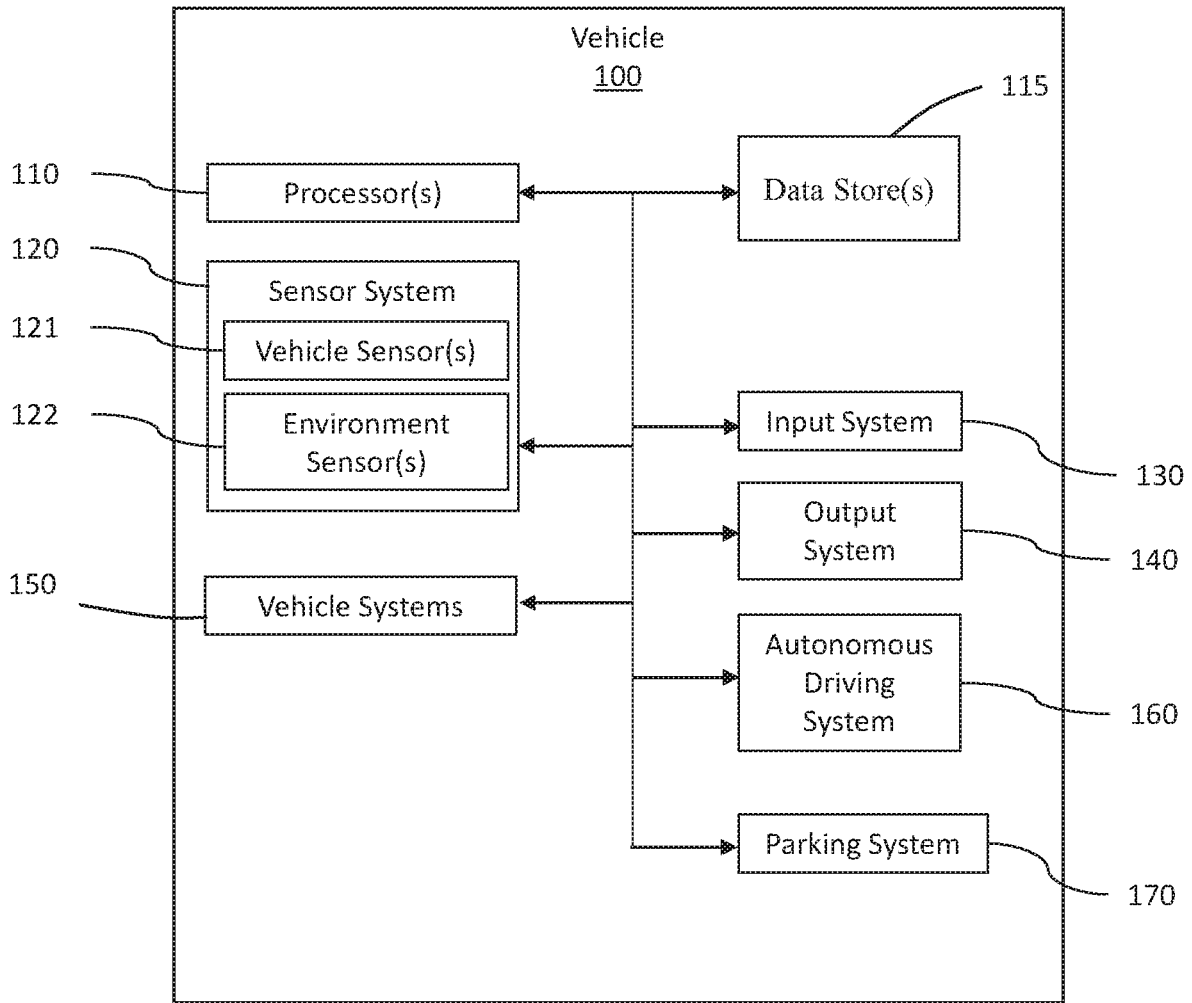 Vehicle
100
115
110
Processor(s)
Data Store(s)
120
Sensor System
121
Vehicle Sensor(s)
122
Environment
Sensor(s)
Input System
130
Output
System
140
150
Vehicle Systems
Autonomous
Driving
System
160
Parking System
170